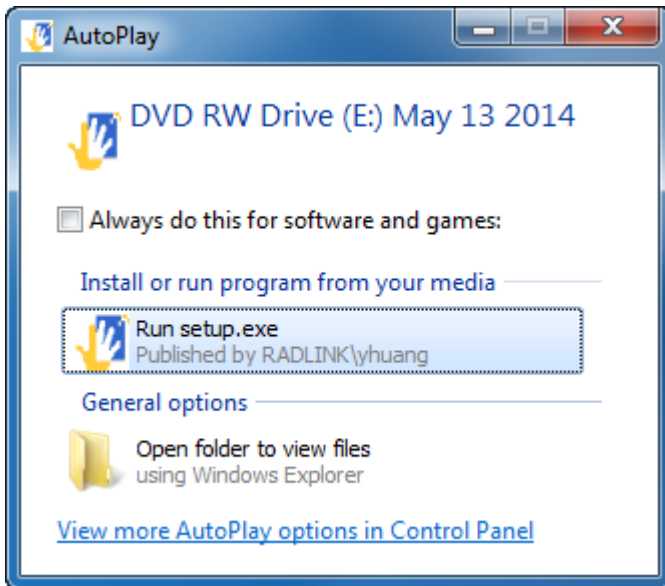 AutoPlay
DVD RW Drive (E:) May 13 2014
Always do this for software and games:
Install or run program from your media
Run setup.exe
Published by RADLINK\yhuang
General options
Open folder to view files
using Windows Explorer
View more AutoPlay options in Control Panel